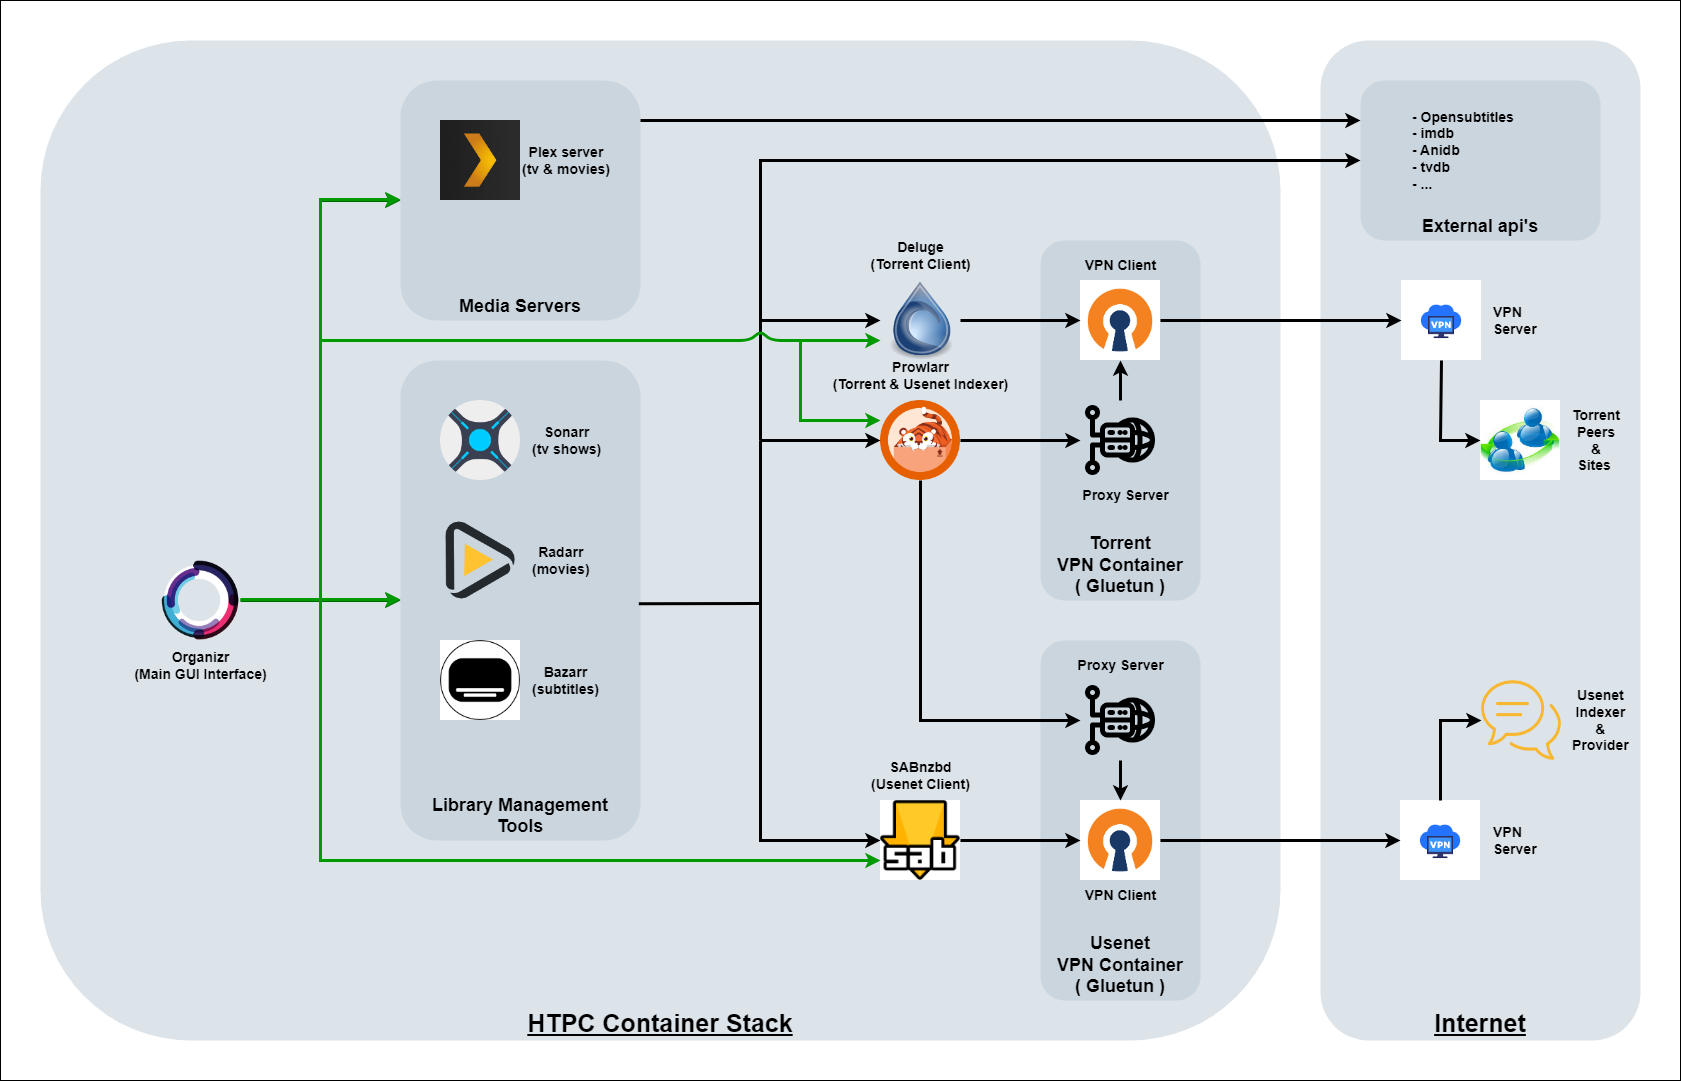 Plex server
(tv & movies)
Media Servers
- Opensubtitles
- imdb
- Anidb
- tvdb
- ...
External api's
Deluge
(Torrent Client)
VPN Client
VPN
VPN
Server
Prowlarr
(Torrent & Usenet Indexer)
Sonarr
(tv shows)
Torrent
Peers
&
Sites
Proxy Server
Torrent
VPN Container
( Gluetun )
Radarr
(movies)
Organizr
(Main GUI Interface)
Bazarr
(subtitles)
Proxy Server
Usenet
Indexer
&
Provider
Library Management
Tools
SABnzbd
(Usenet Client)
sab
VPN
VPN
Server
VPN Client
Usenet
VPN Container
( Gluetun )
HTPC Container Stack
Internet